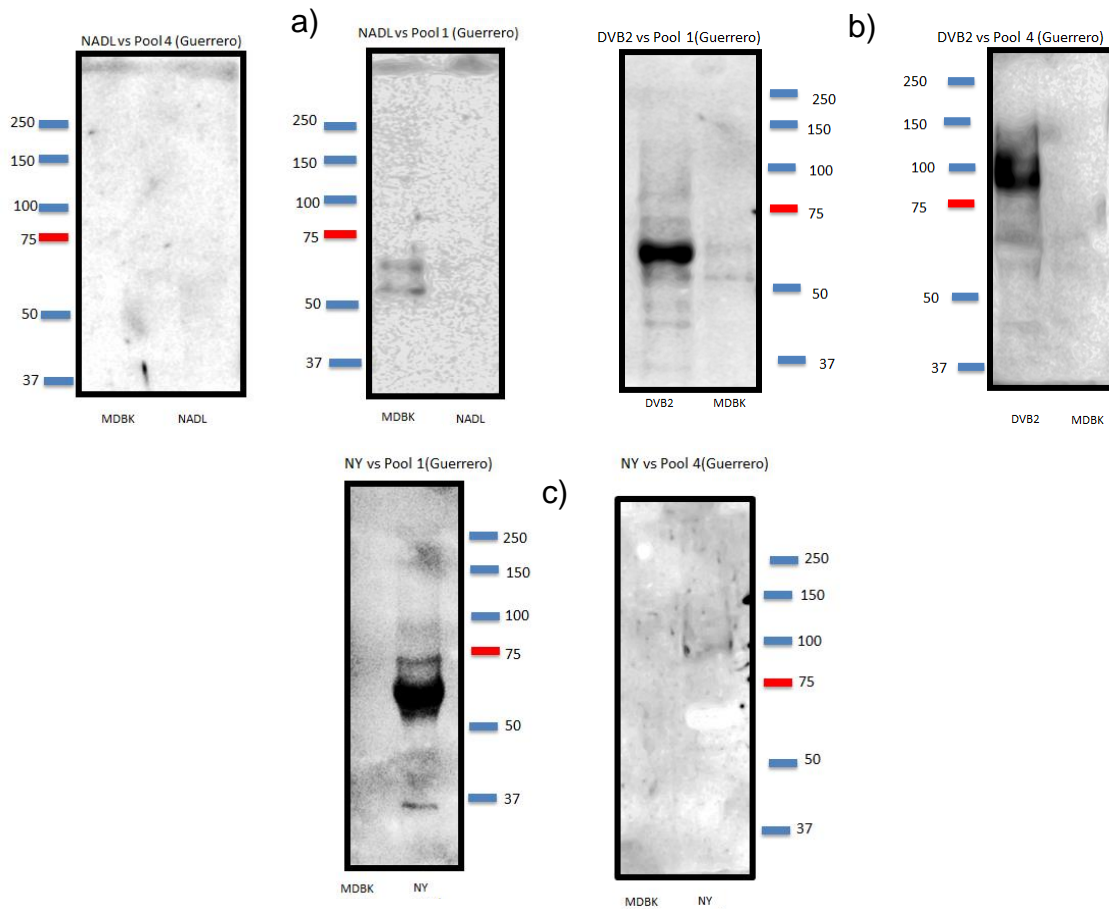 a)
NADL vs Pool 4 (Guerrero)
250
150
100
75
50
37
MDBK NADL
NADL vs Pool 1 (Guerrero)
250
150
100
75
50
37
MDBK NADL
b)
DVB2 vs Pool 1(Guerrero)
250
150
100
75
50
37
DVB2 MDBK
DVB2 vs Pool 4 (Guerrero)
250
150
100
75
50
37
DVB2 MDBK
c)
NY vs Pool 1(Guerrero)
250
150
100
75
50
37
MDBK NY
NY vs Pool 4(Guerrero)
250
150
100
75
50
37
MDBK NY